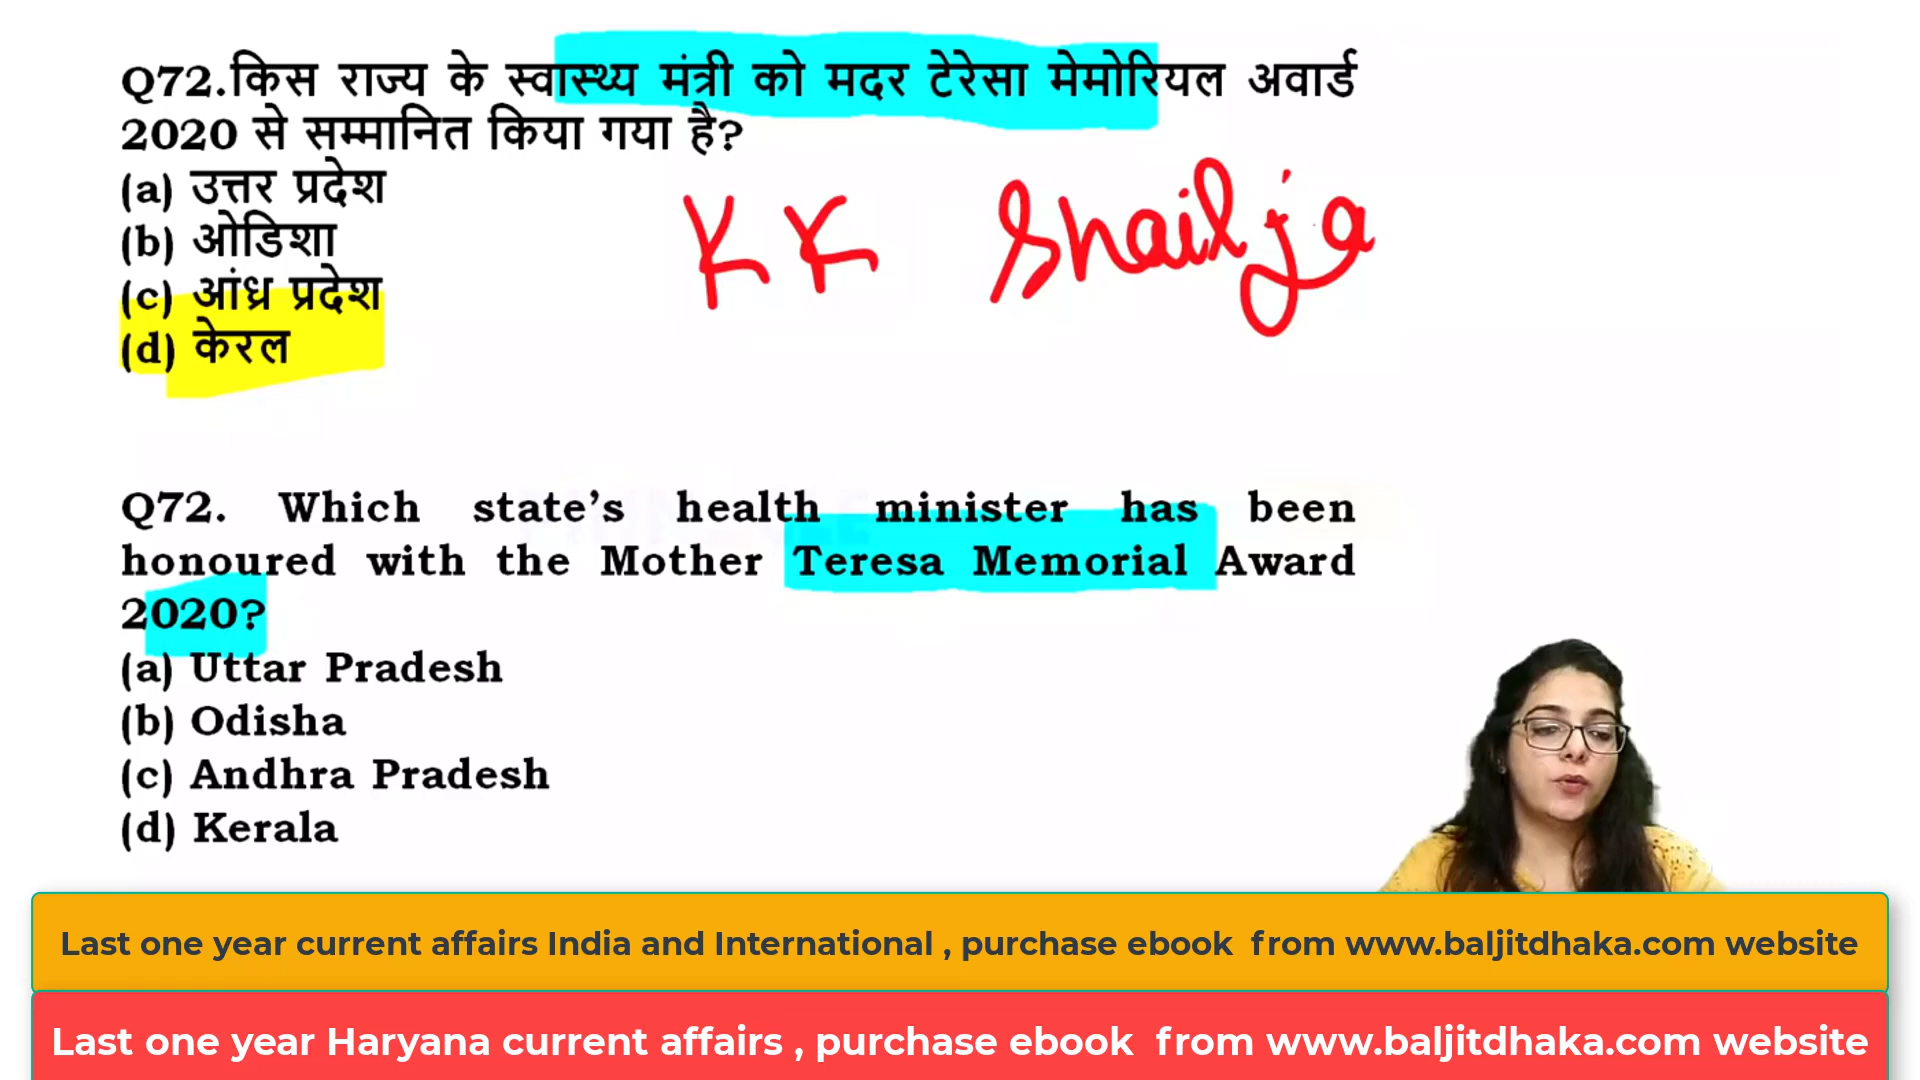 Q72.किस राज्य के स्वास्थ्य मंत्री को मदर टेरेसा मेमोरियल अवार्ड
2020 से सम्मानित किया गया है?
(a) उत्तर प्रदेश
(b) ओडिशा
(c) आंध्र प्रदेश
(d) केरल
KK Shailja
Q72. Which state’s health minister has been
honoured with the Mother Teresa Memorial Award
2020?
(a) Uttar Pradesh
(b) Odisha
(c) Andhra Pradesh
(d) Kerala
Last one year current affairs India and International , purchase ebook from www.baljitdhaka.com website
Last one year Haryana current affairs , purchase ebook from www.baljitdhaka.com website